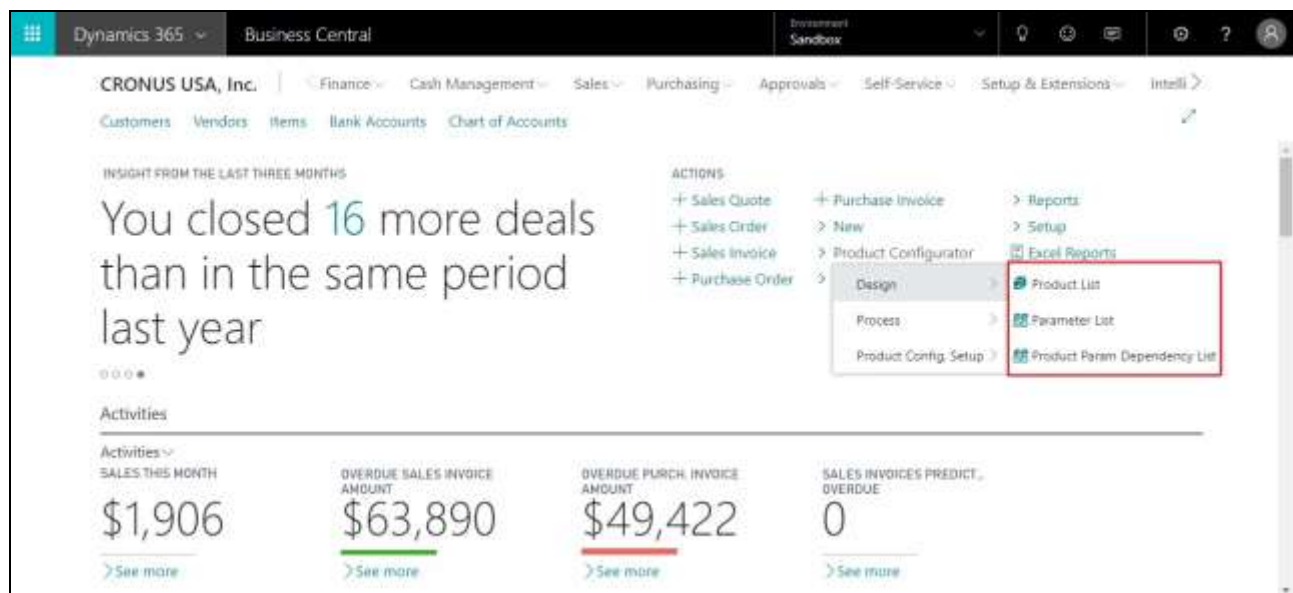 Dynamics 365 Business Central Environment Sandbox ?
CRONUS USA, Inc. Finance Cash Management Sales Purchasing Approvals Self-Service Setup & Extensions Intelli
Customers Vendors Items Bank Accounts Chart of Accounts
INSIGHT FROM THE LAST THREE MONTHS
You closed 16 more deals
than in the same period
last year
ACTIONS
+ Sales Quote + Purchase Invoice > Reports
+ Sales Order > New > Setup
+ Sales Invoice > Product Configurator Excel Reports
+ Purchase Order >
Design > Product List
Process > Parameter List
Product Config. Setup > Product Param Dependency List
Activities
Activities
SALES THIS MONTH
$1,906
>See more
OVERDUE SALES INVOICE
AMOUNT
$63,890
>See more
OVERDUE PURCH. INVOICE
AMOUNT
$49,422
>See more
SALES INVOICES PREDICT..
OVERDUE
0
>See more